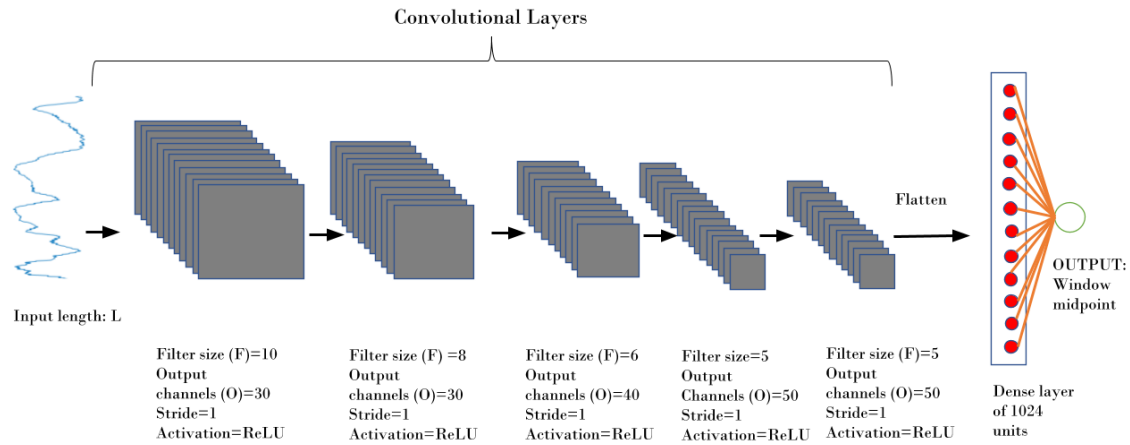 Convolutional Layers
Input length: L
Filter size (F)=10
Output
channels (O)=30
Stride=1
Activation=ReLU
Filter size (F) =8
Output
channels (O)=30
Stride=1
Activation=ReLU
Filter size (F)=6
Output
channels (O)=40
Stride=1
Activation=ReLU
Filter size=5
Output
Channels (O)=50
Stride=1
Activation=ReLU
Filter size (F)=5
Output
channels (O)=50
Stride=1
Activation=ReLU
Flatten
Dense layer
of 1024
units
OUTPUT:
Window
midpoint